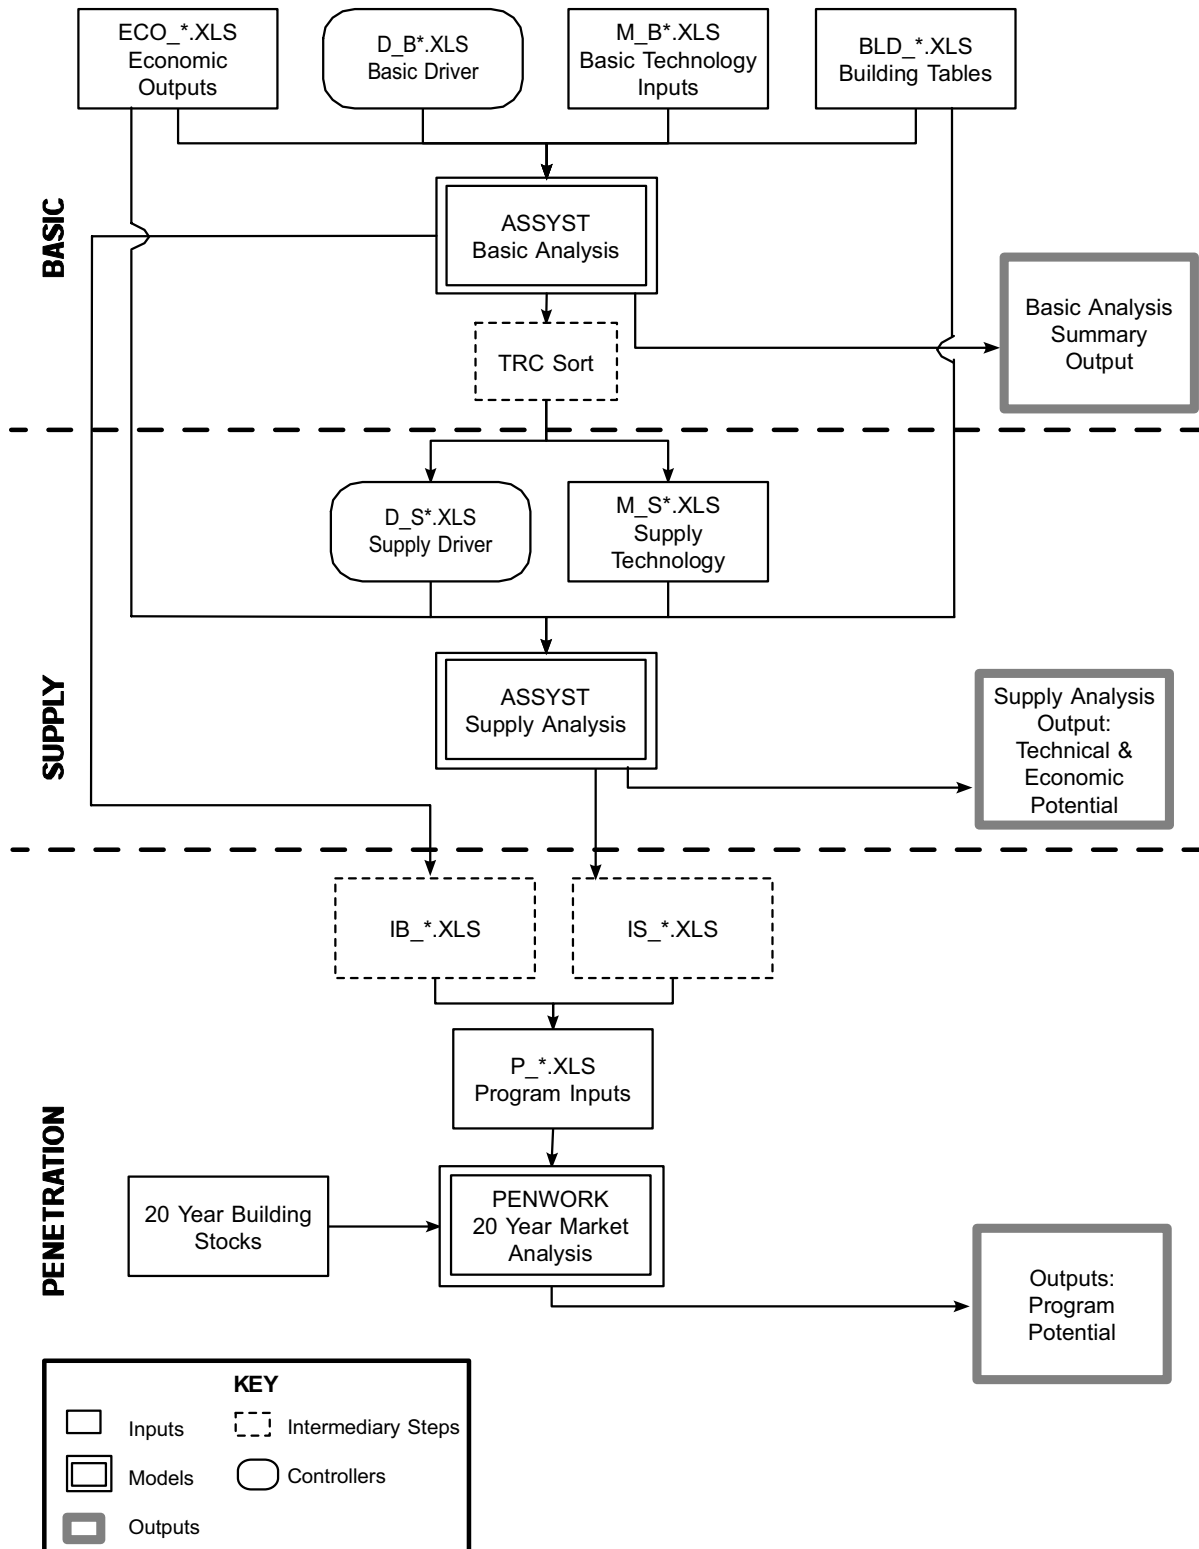 ECO_*.XLS
Economic
Outputs
D_B*.XLS
Basic Driver
M_B*.XLS
Basic Technology
Inputs
BLD_*.XLS
Building Tables
BASIC
ASSYST
Basic Analysis
TRC Sort
Basic Analysis
Summary
Output
D_S*.XLS
Supply Driver
M_S*.XLS
Supply
Technology
SUPPLY
ASSYST
Supply Analysis
Supply Analysis
Output:
Technical &
Economic
Potential
IB_*.XLS
IS_*.XLS
P_*.XLS
Program Inputs
PENETRATION
20 Year Building
Stocks
PENWORK
20 Year Market
Analysis
Outputs:
Program
Potential
KEY
Inputs
Intermediary Steps
Models
Controllers
Outputs